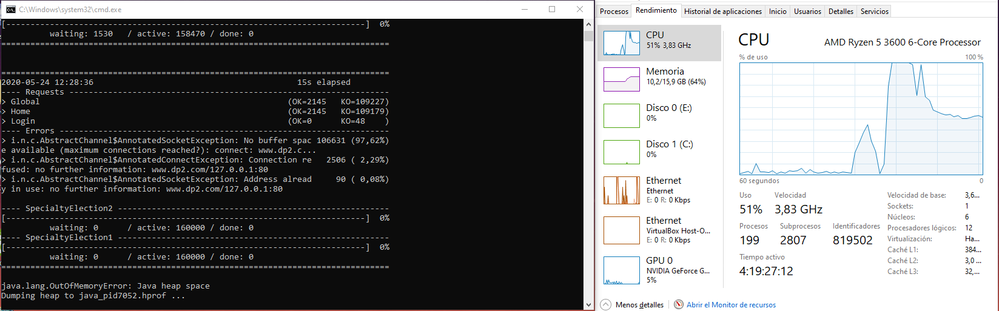 C:\Windows\system32\cmd.exe
[--------------------------------------------------------------------------]  0%
          waiting: 1530   / active: 158470 / done: 0
================================================================================
================================================================================
2020-05-24 12:28:36                                          15s elapsed
---- Requests ------------------------------------------------------------------
> Global                                                   (OK=2145   KO=109227)
> Home                                                     (OK=2145   KO=109179)
> Login                                                    (OK=0      KO=48    )
---- Errors --------------------------------------------------------------------
> i.n.c.AbstractChannel$AnnotatedSocketException: No buffer spac 106631 (97,62%)
e available (maximum connections reached?): connect: www.dp2.c...
> i.n.c.AbstractChannel$AnnotatedConnectException: Connection re   2506 ( 2,29%)
fused: no further information: www.dp2.com/127.0.0.1:80
> i.n.c.AbstractChannel$AnnotatedSocketException: Address alread     90 ( 0,08%)
y in use: no further information: www.dp2.com/127.0.0.1:80
---- SpecialtyElection2 --------------------------------------------------------
[--------------------------------------------------------------------------]  0%
          waiting: 0      / active: 160000 / done: 0
---- SpecialtyElection1 --------------------------------------------------------
[--------------------------------------------------------------------------]  0%
          waiting: 0      / active: 160000 / done: 0
================================================================================
java.lang.OutOfMemoryError: Java heap space
Dumping heap to java_pid7052.hprof ...
Procesos Rendimiento Historial de aplicaciones Inicio Usuarios Detalles Servicios
CPU
51% 3,83 GHz
Memoria
10,2/15,9 GB (64%)
Disco 0 (E:)
0%
Disco 1 (C:)
0%
Ethernet
Ethernet
E: 0 R: 0 Kbps
Ethernet
VirtualBox Host-O...
E: 0 R: 0 Kbps
GPU 0
NVIDIA GeForce G...
5%
CPU AMD Ryzen 5 3600 6-Core Processor
% de uso 100 %
60 segundos 0
Uso Velocidad
51% 3,83 GHz
Procesos Subprocesos Identificadores
199 2807 819502
Tiempo activo
4:19:27:12
Velocidad de base: 3,6...
Sockets: 1
Núcleos: 6
Procesadores lógicos: 12
Virtualización: Ha...
Caché L1: 384...
Caché L2: 3,0 ...
Caché L3: 32,...
Menos detalles Abrir el Monitor de recursos